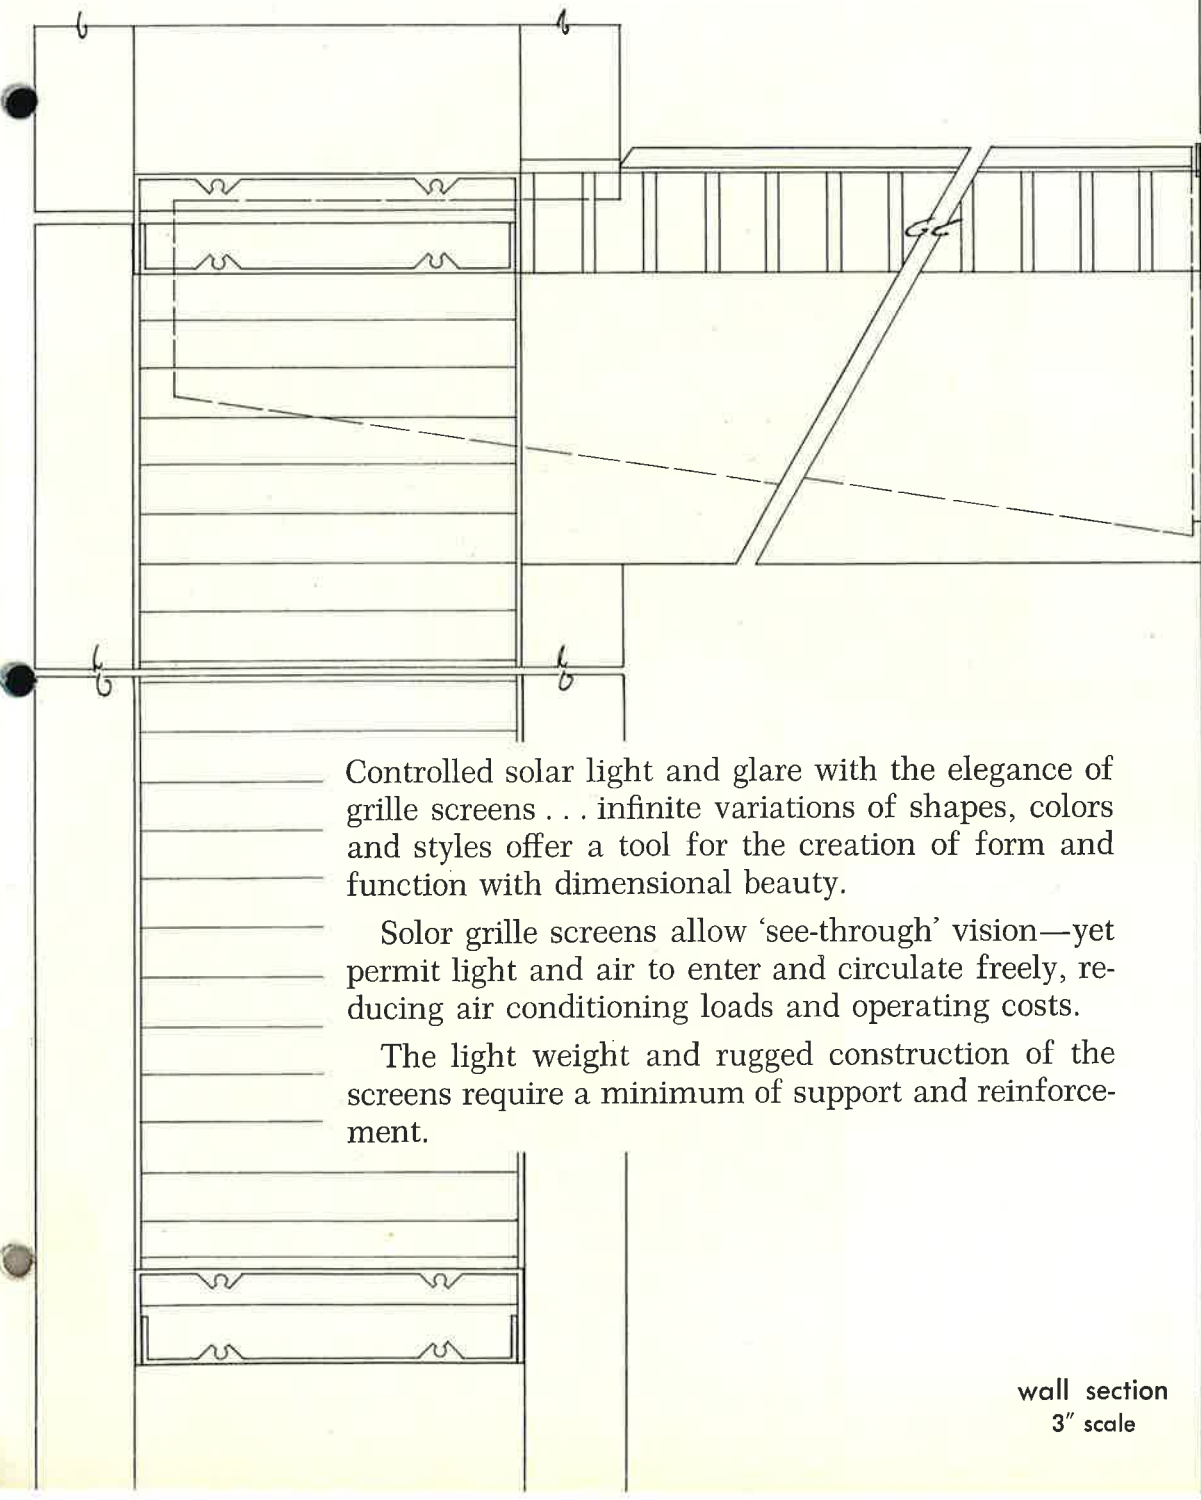 Controlled solar light and glare with the elegance of
grille screens . . . infinite variations of shapes, colors
and styles offer a tool for the creation of form and
function with dimensional beauty.
Solor grille screens allow ‘see-through’ vision—yet
permit light and air to enter and circulate freely, re-
ducing air conditioning loads and operating costs.
The light weight and rugged construction of the
screens require a minimum of support and reinforce-
ment.
wall section
3″ scale